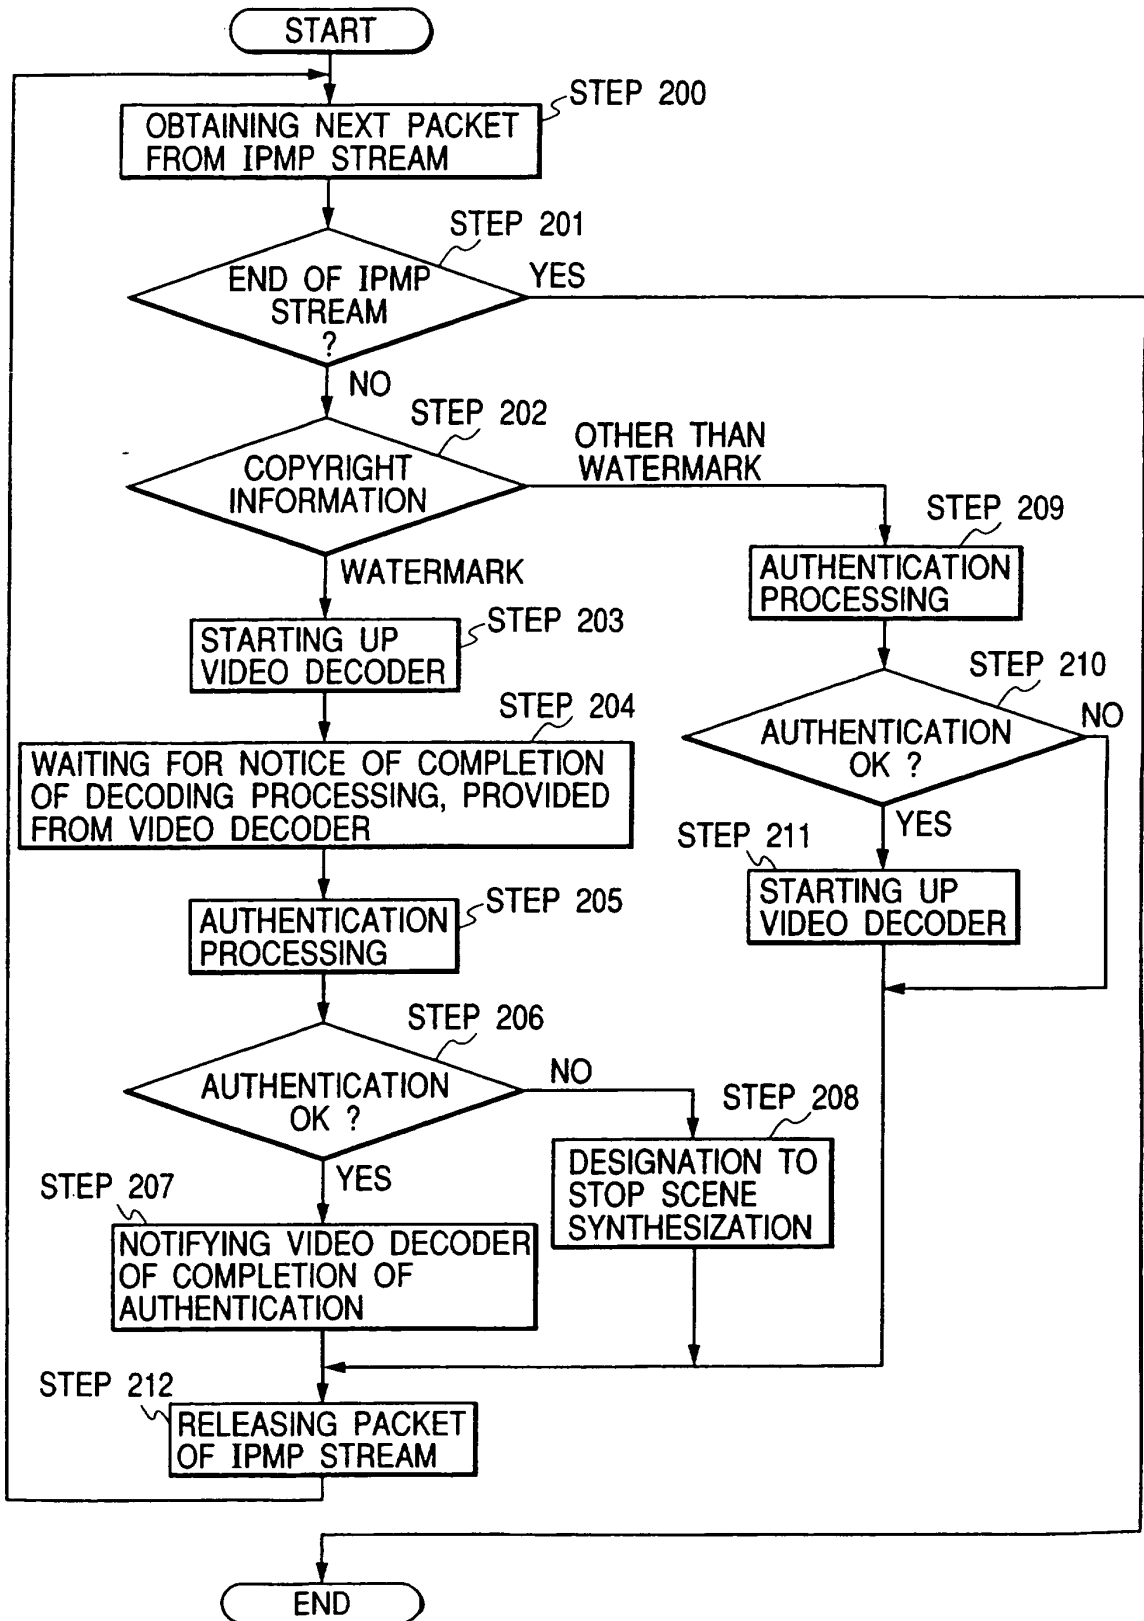 START
STEP 200
OBTAINING NEXT PACKET
FROM IPMP STREAM
STEP 201
END OF IPMP
STREAM
?
YES
NO
STEP 202
COPYRIGHT
INFORMATION
OTHER THAN
WATERMARK
WATERMARK
STEP 203
STARTING UP
VIDEO DECODER
STEP 204
WAITING FOR NOTICE OF COMPLETION
OF DECODING PROCESSING, PROVIDED
FROM VIDEO DECODER
STEP 205
AUTHENTICATION
PROCESSING
STEP 206
AUTHENTICATION
OK ?
NO
YES
STEP 207
NOTIFYING VIDEO DECODER
OF COMPLETION OF
AUTHENTICATION
STEP 208
DESIGNATION TO
STOP SCENE
SYNTHESIZATION
STEP 209
AUTHENTICATION
PROCESSING
STEP 210
AUTHENTICATION
OK ?
NO
YES
STEP 211
STARTING UP
VIDEO DECODER
STEP 212
RELEASING PACKET
OF IPMP STREAM
END